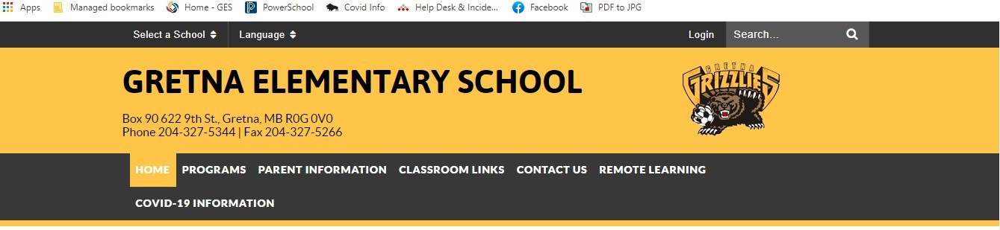 Apps Managed bookmarks Home - GES PowerSchool Covid Info Help Desk & Incide... Facebook PDF to JPG
Select a School Language Login Search...
GRETNA ELEMENTARY SCHOOL
GRETNA
GRIZZLIES
Box 90 622 9th St., Gretna, MB R0G 0V0
Phone 204-327-5344 | Fax 204-327-5266
HOME PROGRAMS PARENT INFORMATION CLASSROOM LINKS CONTACT US REMOTE LEARNING
COVID-19 INFORMATION